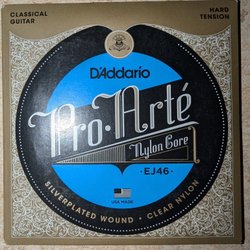 CLASSICAL
GUITAR
HARD
TENSION
D'Addario
Pro·Arté
Nylon Core
EJ46
USA MADE
SILVERPLATED WOUND · CLEAR NYLON